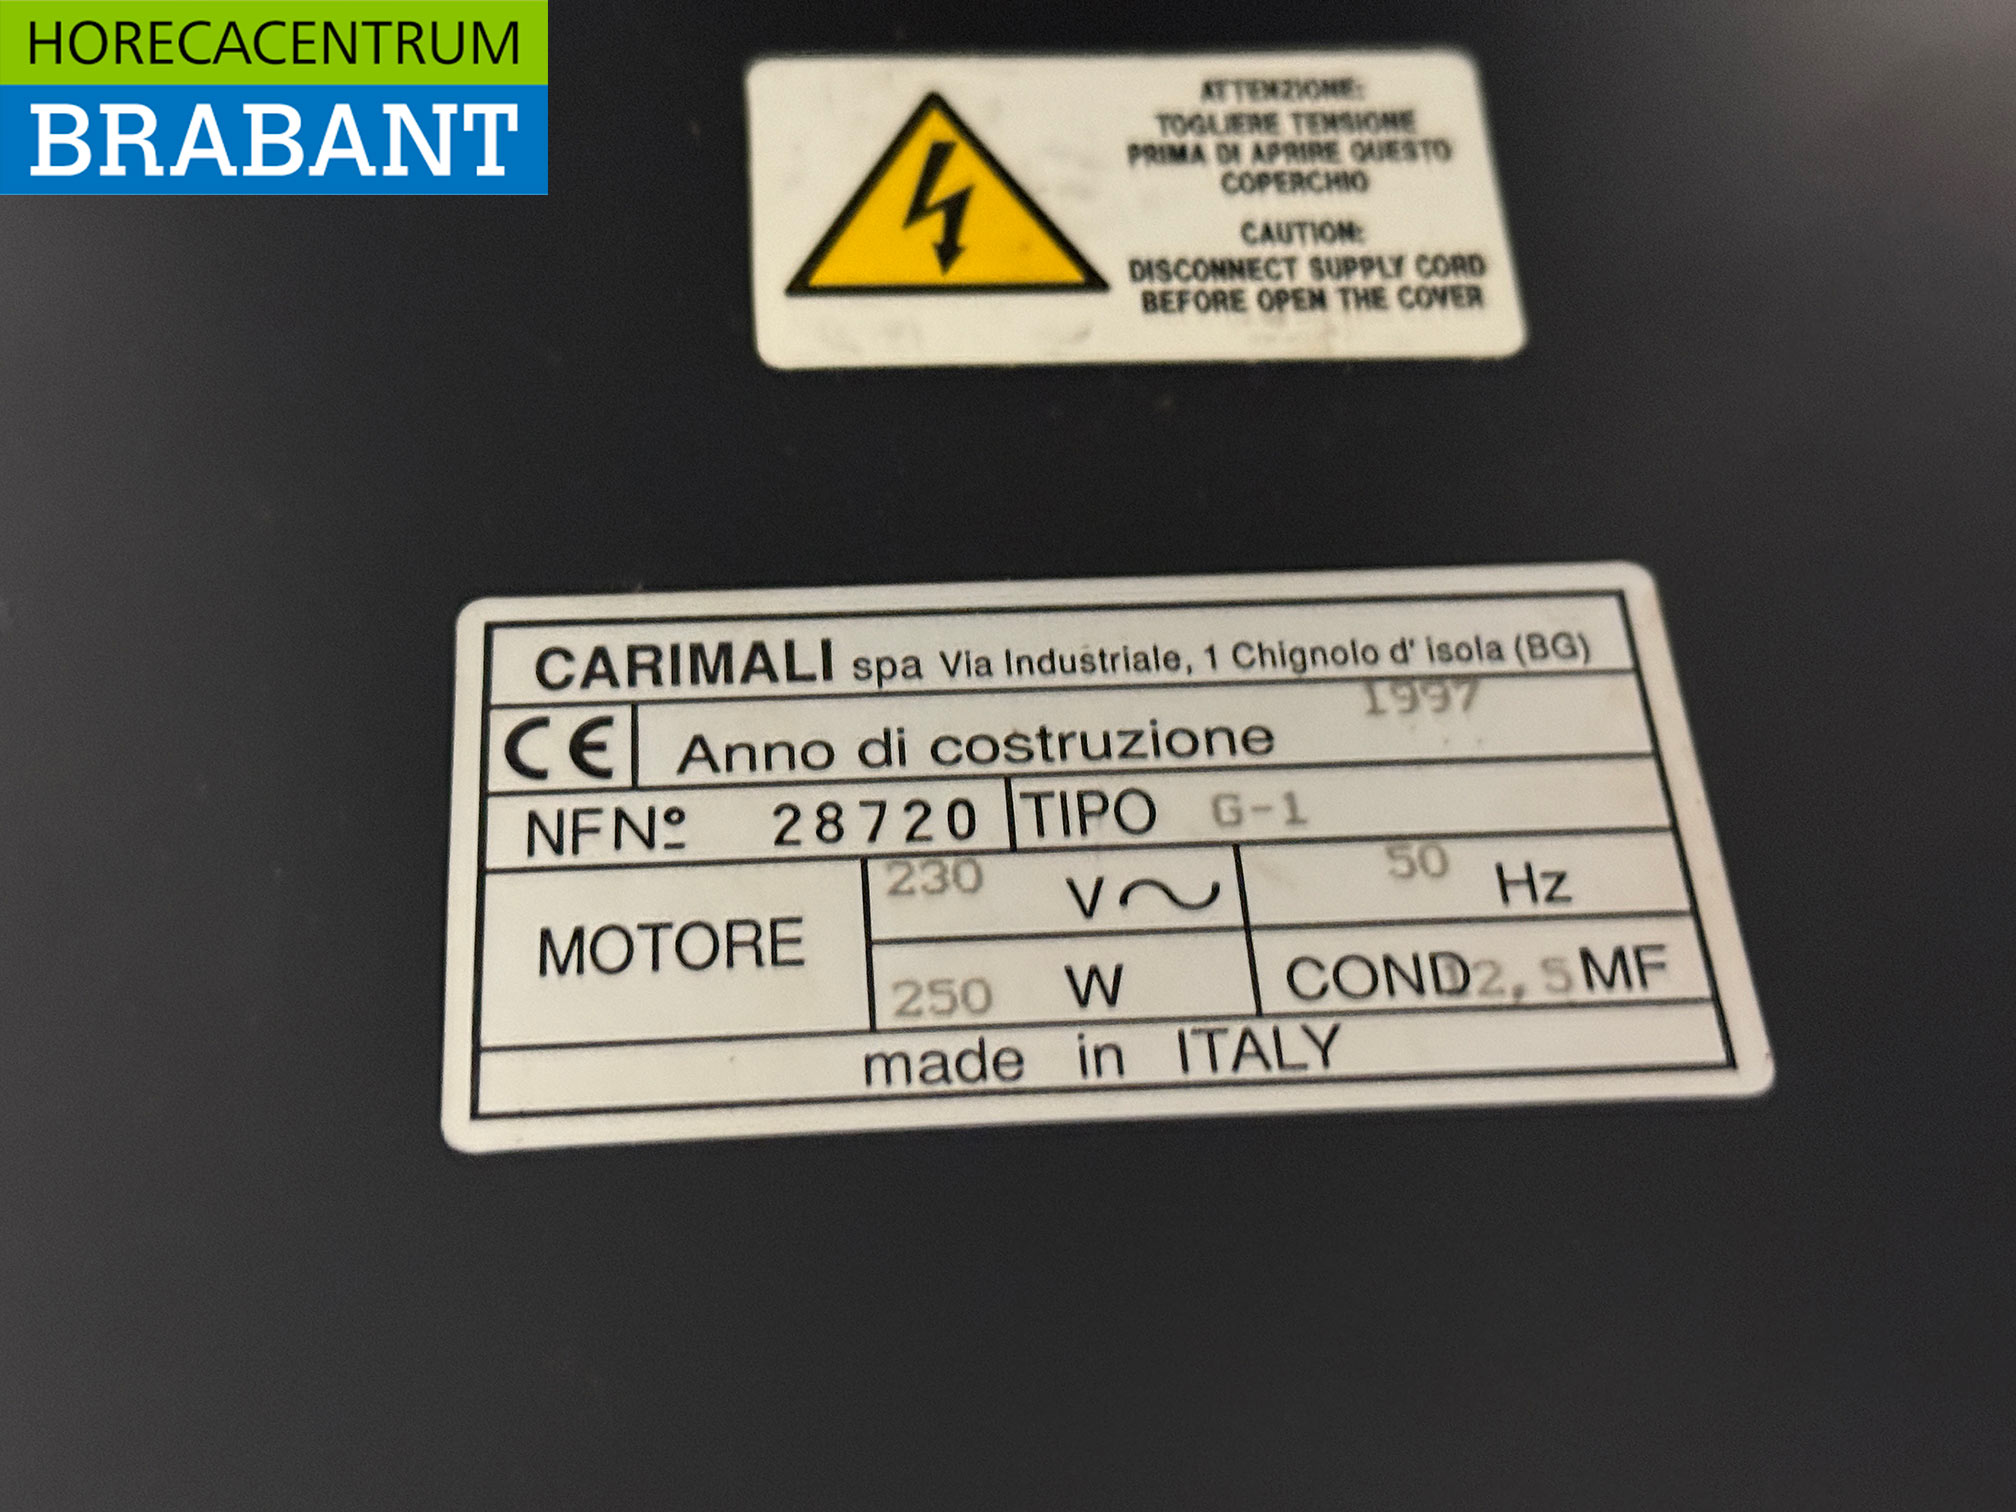 HORECACENTRUM
BRABANT
ATTENZIONE:
TOGLIERE TENSIONE
PRIMA DI APRIRE QUESTO
COPERCHIO
CAUTION:
DISCONNECT SUPPLY CORD
BEFORE OPEN THE COVER
CARIMALI spa Via Industriale, 1 Chignolo d' isola (BG)
CE Anno di costruzione 1997
NFNº 28720 TIPO G-1
MOTORE 230 V~ 50 Hz
250 W COND 12,5 MF
made in ITALY